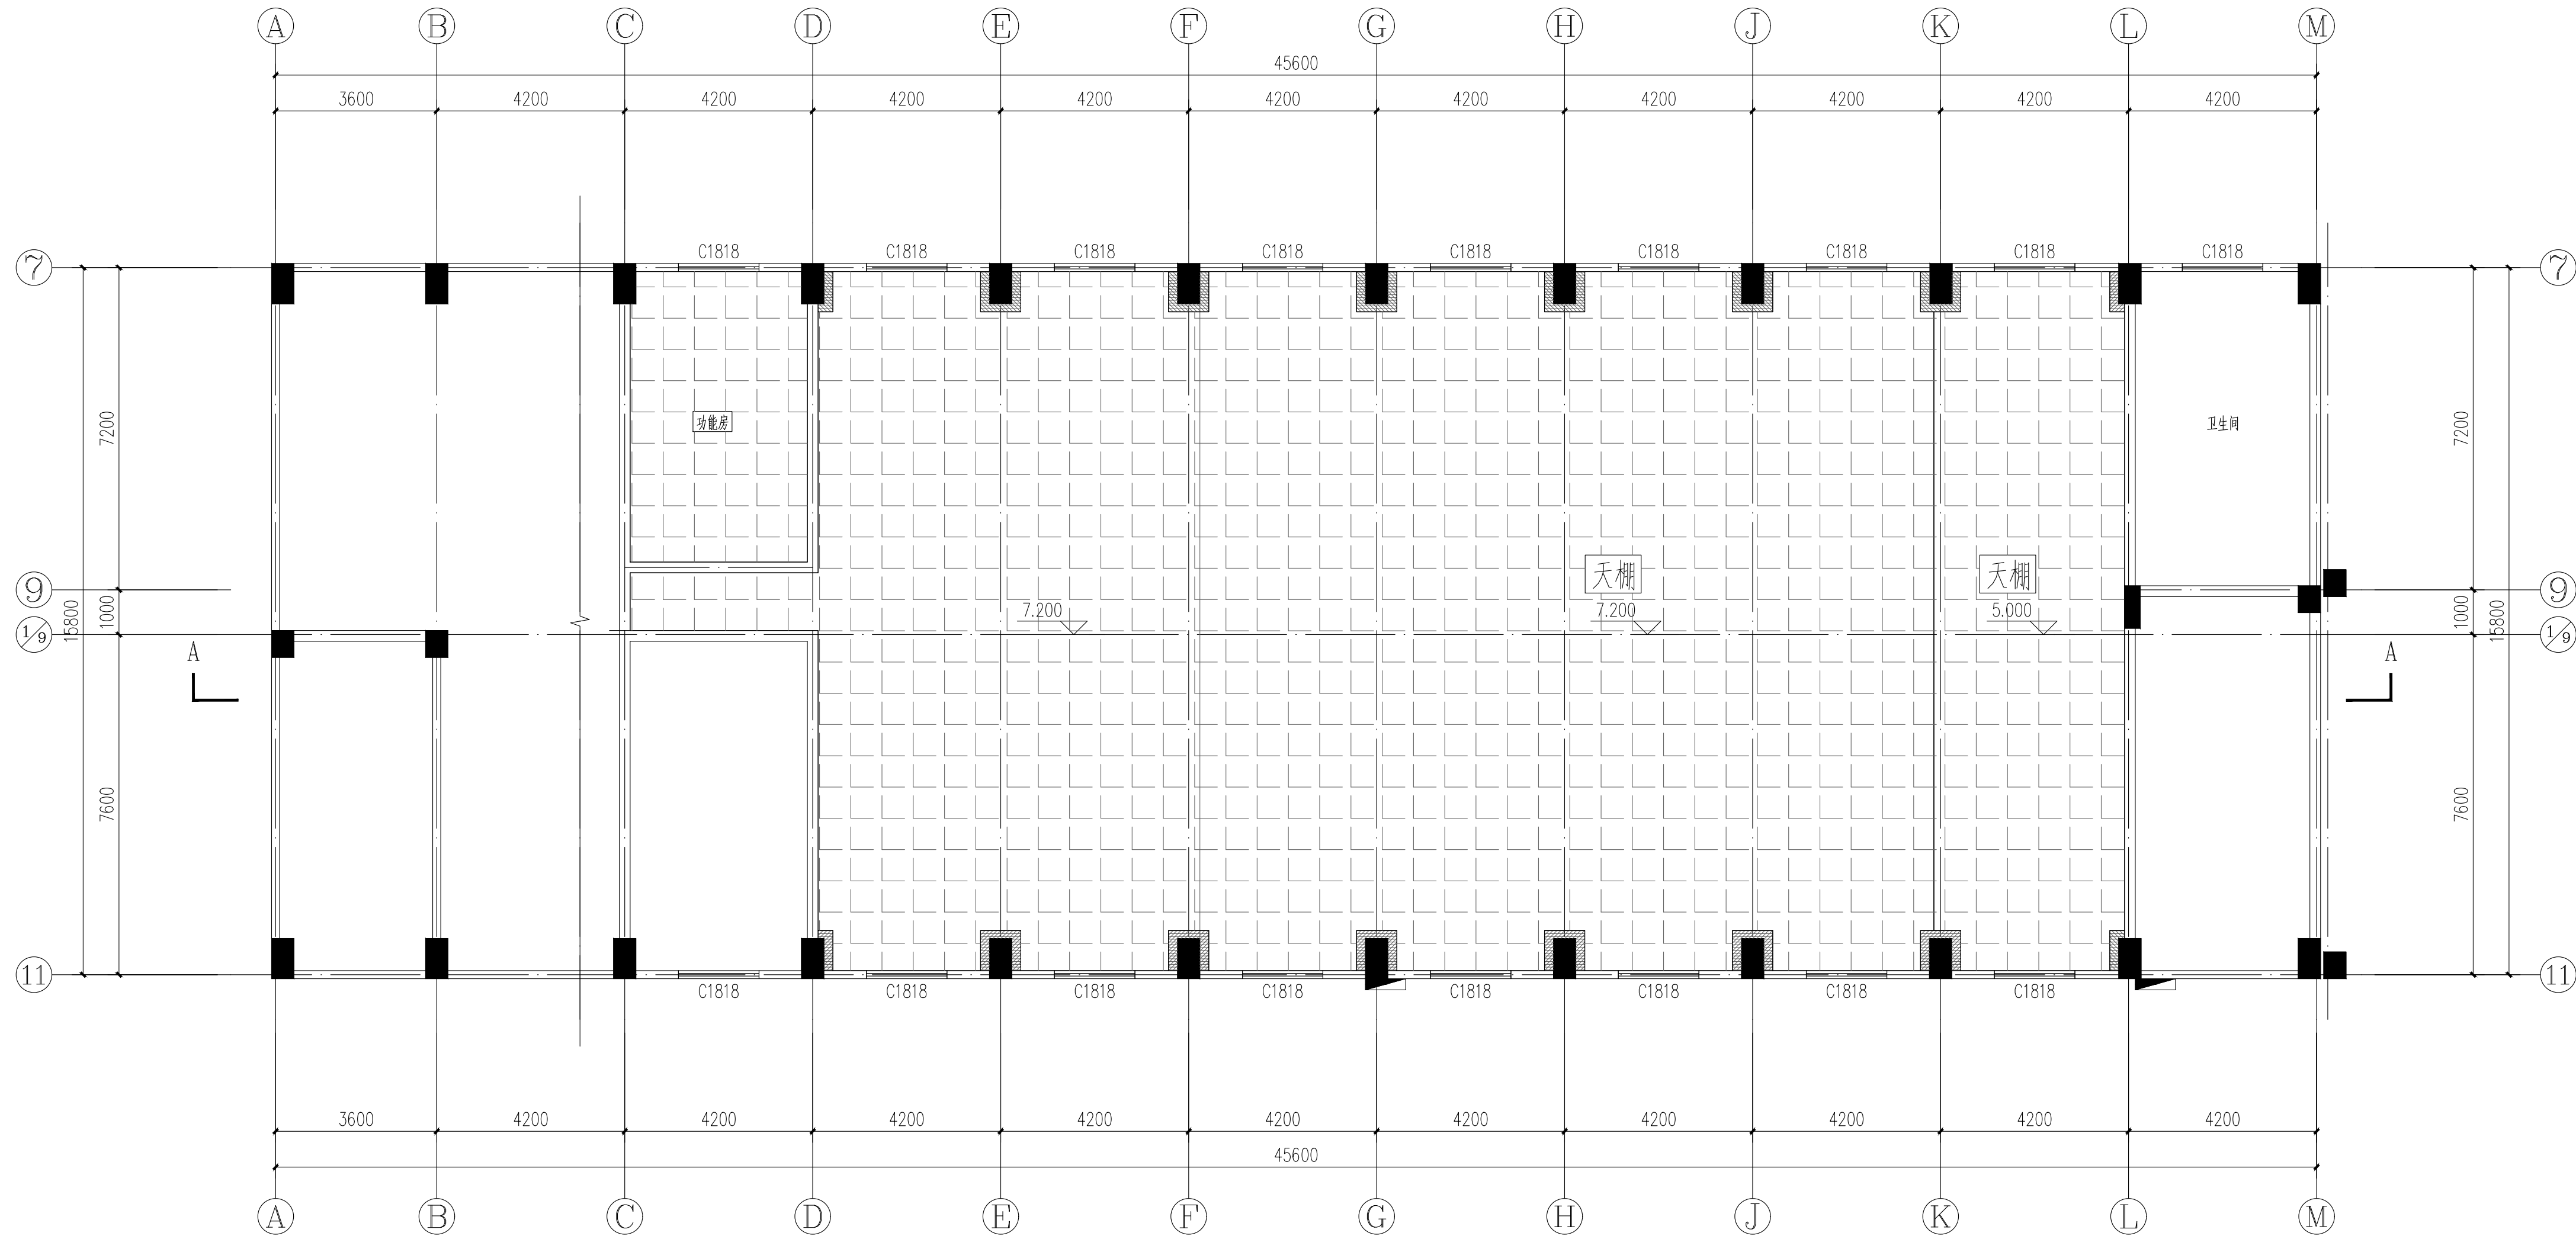 A B C D E F G H J K L M
45600
3600 4200 4200 4200 4200 4200 4200 4200 4200 4200 4200
C1818 C1818 C1818 C1818 C1818 C1818 C1818 C1818 C1818
7 7
7200 功能房 卫生间 7200
天棚 天棚
9 9
15800 1000 7.200 7.200 5.000 1000 15800
1/9 1/9
A A
7600 7600
11 11
C1818 C1818 C1818 C1818 C1818 C1818 C1818 C1818
3600 4200 4200 4200 4200 4200 4200 4200 4200 4200 4200
45600
A B C D E F G H J K L M